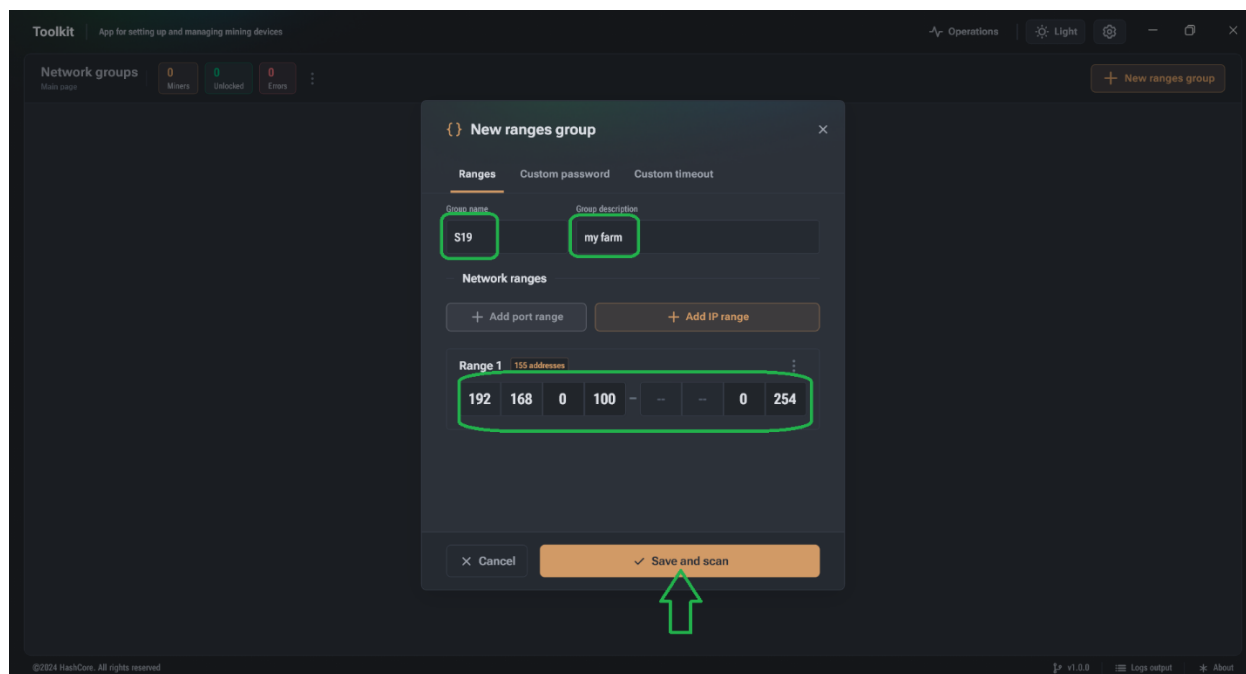 Toolkit App for setting up and managing mining devices Operations Light
Network groups 0 0 0 + New ranges group
Main page Miners Unlocked Errors
{} New ranges group
Ranges Custom password Custom timeout
Group name Group description
S19 my farm
Network ranges
+ Add port range + Add IP range
Range 1 155 addresses
192 168 0 100 – -- -- 0 254
× Cancel ✓ Save and scan
©2024 HashCore. All rights reserved v1.0.0 Logs output About